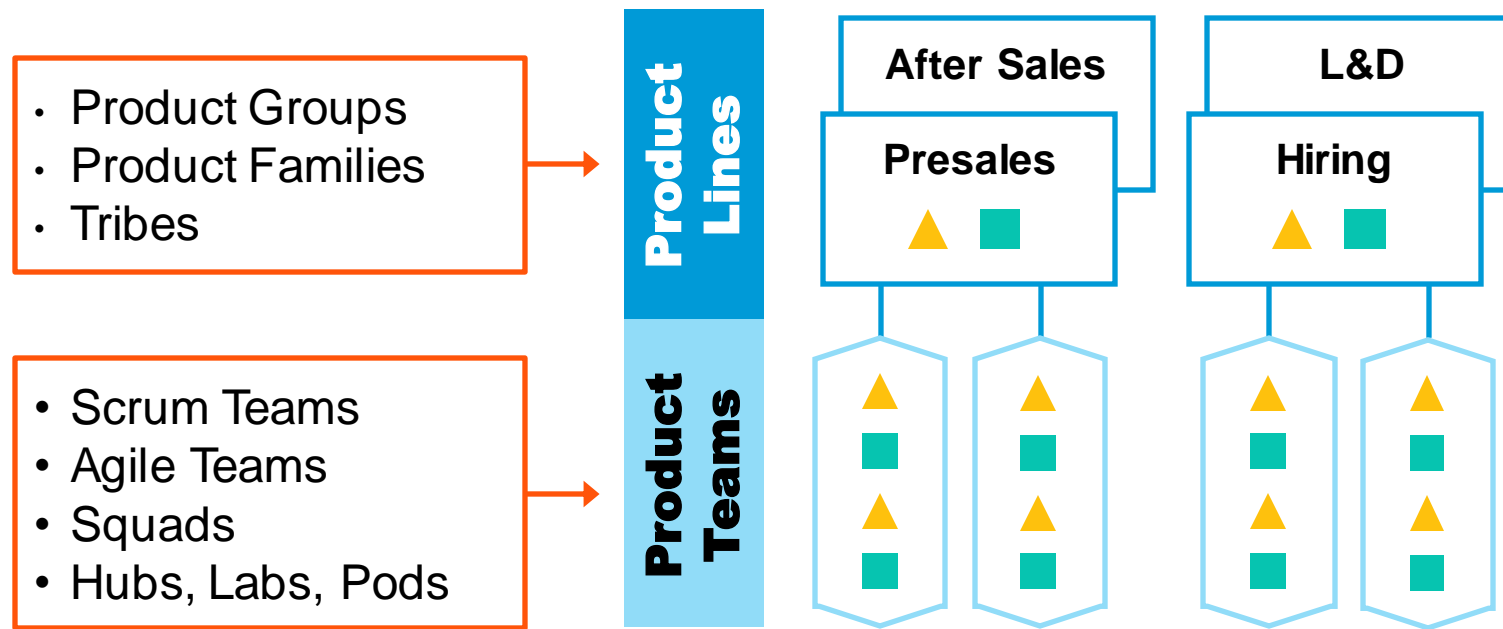 • Product Groups
• Product Families
• Tribes
• Scrum Teams
• Agile Teams
• Squads
• Hubs, Labs, Pods
Product
Lines
Product
Teams
After Sales
Presales
L&D
Hiring